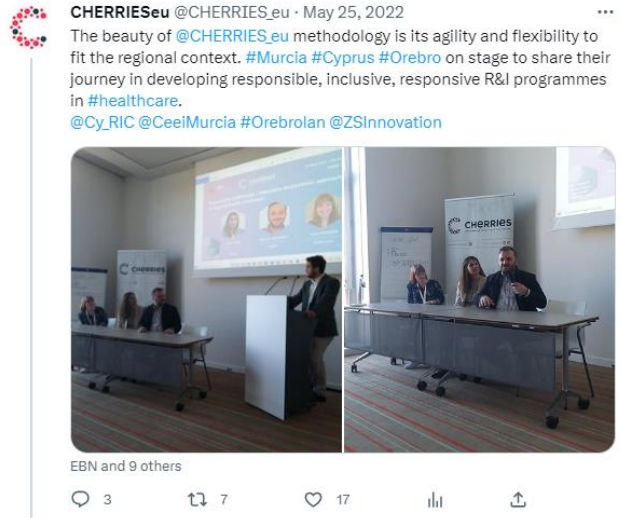 CHERRIESeu @CHERRIES_eu · May 25, 2022
The beauty of @CHERRIES_eu methodology is its agility and flexibility to
fit the regional context. #Murcia #Cyprus #Orebro on stage to share their
journey in developing responsible, inclusive, responsive R&I programmes
in #healthcare.
@Cy_RIC @CeeiMurcia #Orebrolan @ZSInnovation
CHERRIES
CHERRIES
EBN and 9 others
3 7 17